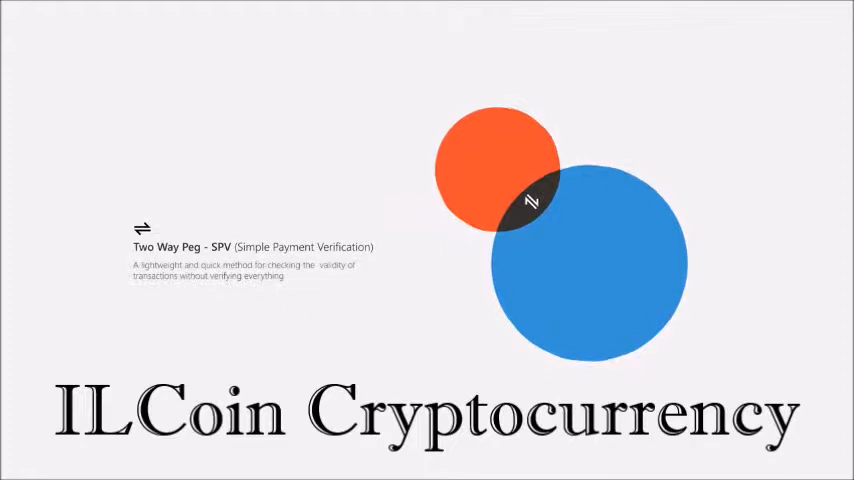 Two Way Peg - SPV (Simple Payment Verification)
A lightweight and quick method for checking the validity of
transactions without verifying everything
ILCoin Cryptocurrency